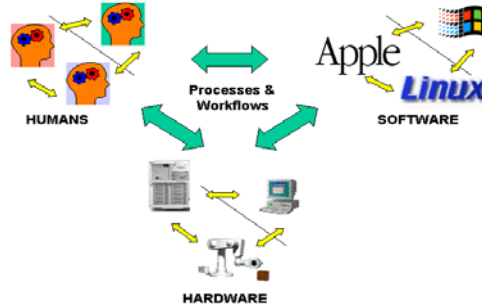 Apple
Linux
Processes &
Workflows
HUMANS
SOFTWARE
HARDWARE